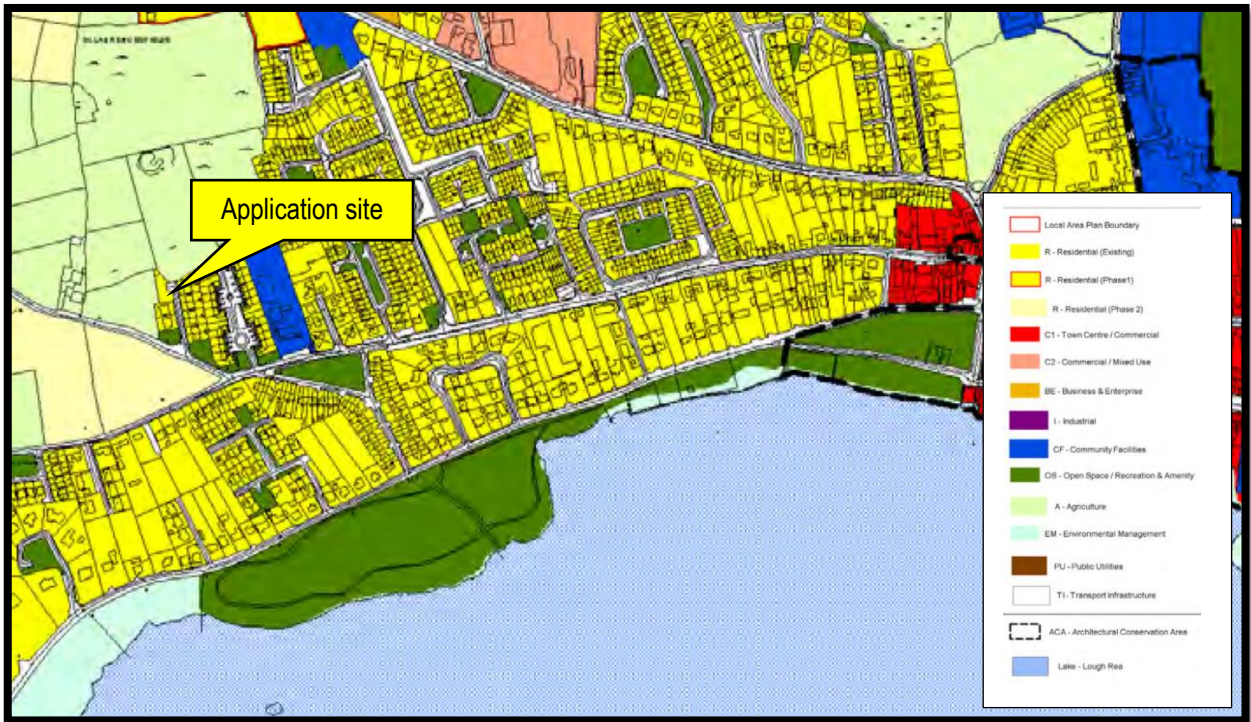 Application site
Local Area Plan Boundary
R - Residential (Existing)
R - Residential (Phase1)
R - Residential (Phase 2)
C1 - Town Centre / Commercial
C2 - Commercial / Mixed Use
BE - Business & Enterprise
I - Industrial
CF - Community Facilities
OS - Open Space / Recreation & Amenity
A - Agriculture
EM - Environmental Management
PU - Public Utilities
TI - Transport Infrastructure
ACA - Architectural Conservation Area
Lake - Lough Rea